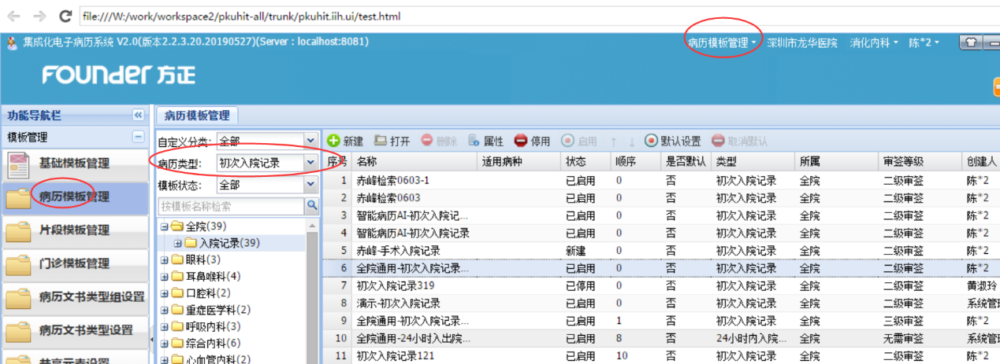 file:///W:/work/workspace2/pkuhit-all/trunk/pkuhit.iih.ui/test.html
集成化电子病历系统 V2.0(版本2.2.3.20.20190527)(Server : localhost:8081) 病历模板管理 深圳市龙华医院 消化内科 陈*2
FOUNDER 方正
功能导航栏 病历模板管理
模板管理 自定义分类: 全部 新建 打开 删除 属性 停用 启用 默认设置 取消默认
基础模板管理 病历类型: 初次入院记录 序号 名称 适用病种 状态 顺序 是否默认 类型 所属 审签等级 创建人
1 赤峰检索0603-1 已启用 0 否 初次入院记录 全院 二级审签 陈*2
病历模板管理 模板状态: 全部 2 赤峰检索0603 已启用 0 否 初次入院记录 全院 二级审签 陈*2
按模板名称检索 3 智能病历AI-初次入院记... 已启用 0 否 初次入院记录 全院 二级审签 陈*2
片段模板管理 全院(39) 4 智能病历AI-初次入院记录 已启用 0 否 初次入院记录 全院 二级审签 陈*2
入院记录(39) 5 赤峰-手术入院记录 新建 0 否 初次入院记录 全院 二级审签 陈*2
门诊模板管理 眼科(3) 6 全院通用-初次入院记录... 已启用 0 否 初次入院记录 全院 二级审签 陈*2
耳鼻喉科(4) 7 初次入院记录319 已停用 0 否 初次入院记录 全院 二级审签 黄淑玲
病历文书类型组设置 口腔科(2) 8 演示-初次入院记录 已启用 0 否 初次入院记录 全院 二级审签 系统管
重症医学科(2) 9 全院通用-初次入院记录... 已启用 1 否 初次入院记录 全院 三级审签 陈*2
病历文书类型设置 呼吸内科(3)
综合内科(6) 10 全院通用-24小时入出院... 已启用 8 否 24小时内入院... 全院 无需审签 系统管
心血管内科(2) 11 初次入院记录121 已启用 10 否 初次入院记录 全院 二级审签 陈*2
共享元素设置